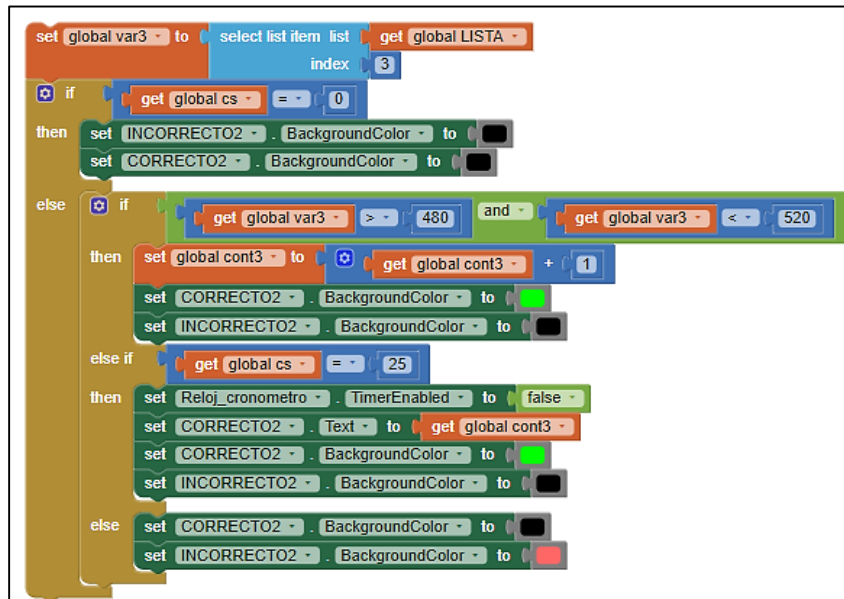 set global var3 to select list item list get global LISTA
index 3
if get global cs = 0
then set INCORRECTO2 . BackgroundColor to
set CORRECTO2 . BackgroundColor to
else if get global var3 > 480 and get global var3 < 520
then set global cont3 to get global cont3 + 1
set CORRECTO2 . BackgroundColor to
set INCORRECTO2 . BackgroundColor to
else if get global cs = 25
then set Reloj_cronometro . TimerEnabled to false
set CORRECTO2 . Text to get global cont3
set CORRECTO2 . BackgroundColor to
set INCORRECTO2 . BackgroundColor to
else set CORRECTO2 . BackgroundColor to
set INCORRECTO2 . BackgroundColor to